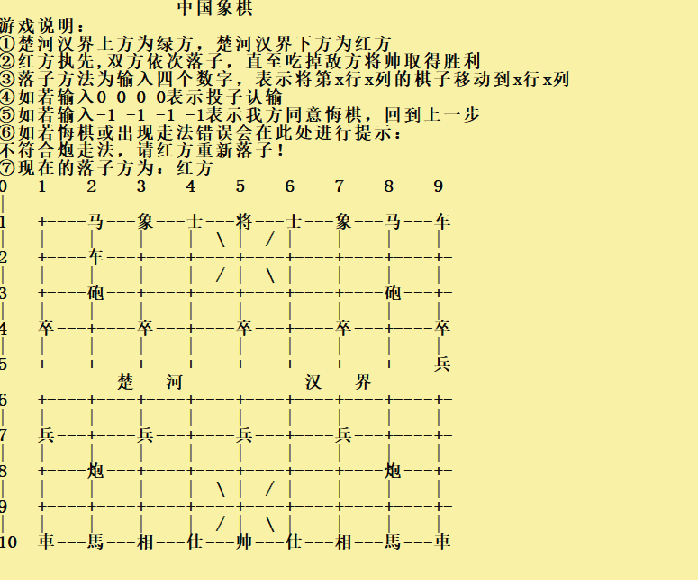 中国象棋
游戏说明：
①楚河汉界上方为绿方，楚河汉界下方为红方
②红方执先,双方依次落子，直至吃掉敌方将帅取得胜利
③落子方法为输入四个数字，表示将第x行x列的棋子移动到x行x列
④如若输入0 0 0 0表示投子认输
⑤如若输入-1 -1 -1 -1表示我方同意悔棋，回到上一步
⑥如若悔棋或出现走法错误会在此处进行提示：
不符合炮走法，请红方重新落子！
⑦现在的落子方为：红方
0 1 2 3 4 5 6 7 8 9
1 +----马---象---士---将---士---象---马---车
2 +----车----+----+----+----+----+----+----+-
3 +----砲----+----+----+----+----+----砲----+-
4 卒---+----卒---+----卒---+----卒---+----卒
5 兵
楚 河 汉 界
6 +----+----+----+----+----+----+----+----+-
7 兵---+----兵---+----兵---+----兵---+----+-
8 +----炮----+----+----+----+----+----炮----+-
9 +----+----+----+----+----+----+----+----+-
10 車---馬---相---仕---帅---仕---相---馬---車